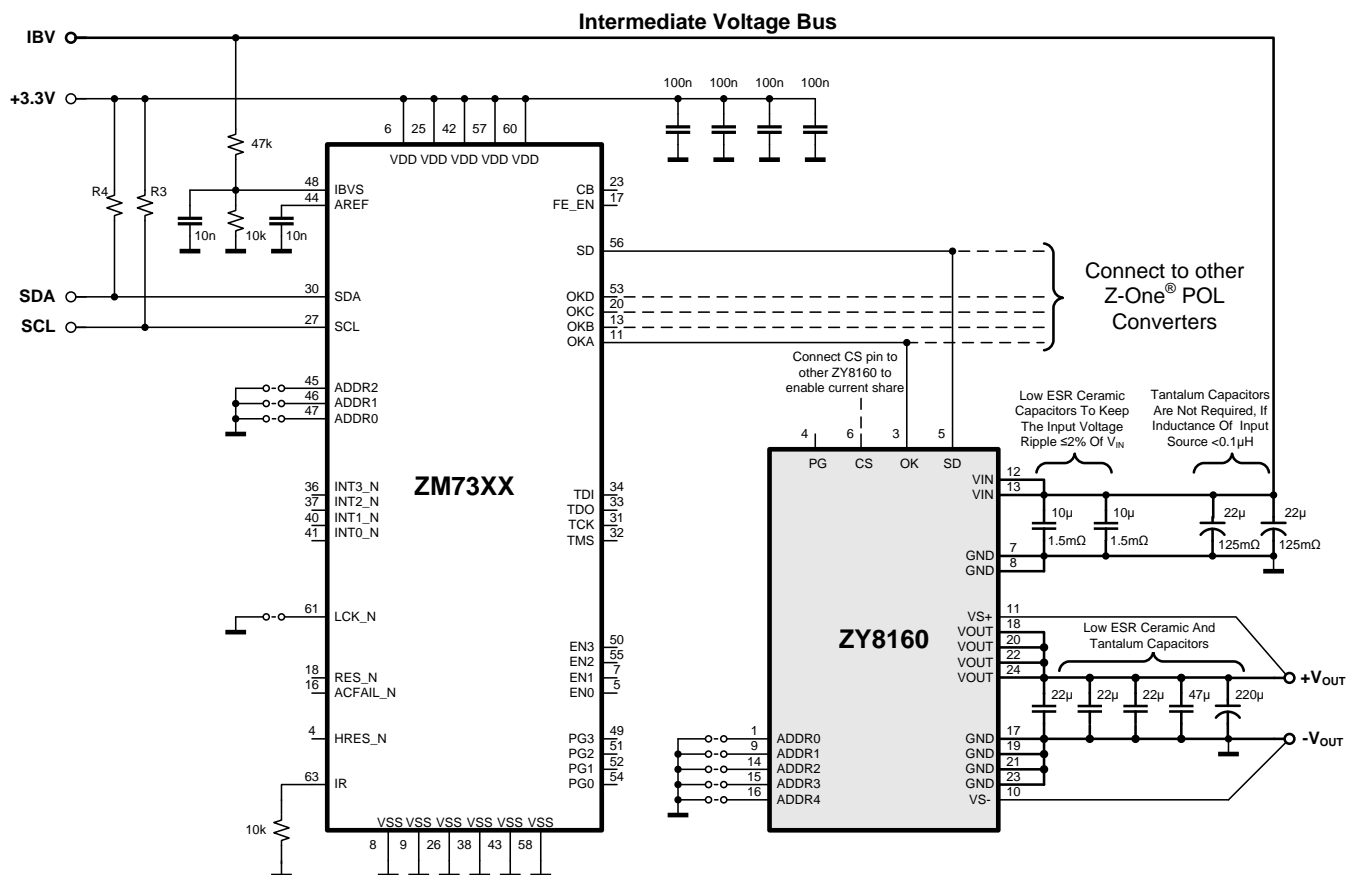 Intermediate Voltage Bus
IBV
+3.3V
100n 100n 100n 100n
6 25 42 57 60
VDD VDD VDD VDD VDD
47k
R4 R3
48 IBVS
44 AREF
10n 10k 10n
CB 23
FE_EN 17
SD 56
SDA
30 SDA
SCL
27 SCL
OKD 53
OKC 20
OKB 13
OKA 11
Connect to other
Z-One® POL
Converters
45 ADDR2
46 ADDR1
47 ADDR0
Connect CS pin to
other ZY8160 to
enable current share
Low ESR Ceramic
Capacitors To Keep
The Input Voltage
Ripple ≤2% Of VIN
Tantalum Capacitors
Are Not Required, If
Inductance Of Input
Source <0.1µH
4 6 3 5
PG CS OK SD
ZM73XX
36 INT3_N
37 INT2_N
40 INT1_N
41 INT0_N
TDI 34
TDO 33
TCK 31
TMS 32
VIN 12
VIN 13
10µ 10µ 22µ 22µ
1.5mΩ 1.5mΩ 125mΩ 125mΩ
GND 7
GND 8
61 LCK_N
EN3 50
EN2 55
EN1 7
EN0 5
18 RES_N
16 ACFAIL_N
4 HRES_N
63 IR
10k
PG3 49
PG2 51
PG1 52
PG0 54
VSS VSS VSS VSS VSS VSS
8 9 26 38 43 58
ZY8160
VS+ 11
VOUT 18
VOUT 20
VOUT 22
VOUT 24
Low ESR Ceramic And
Tantalum Capacitors
+VOUT
22µ 22µ 22µ 47µ 220µ
1 ADDR0
9 ADDR1
14 ADDR2
15 ADDR3
16 ADDR4
GND 17
GND 19
GND 21
GND 23
VS- 10
-VOUT